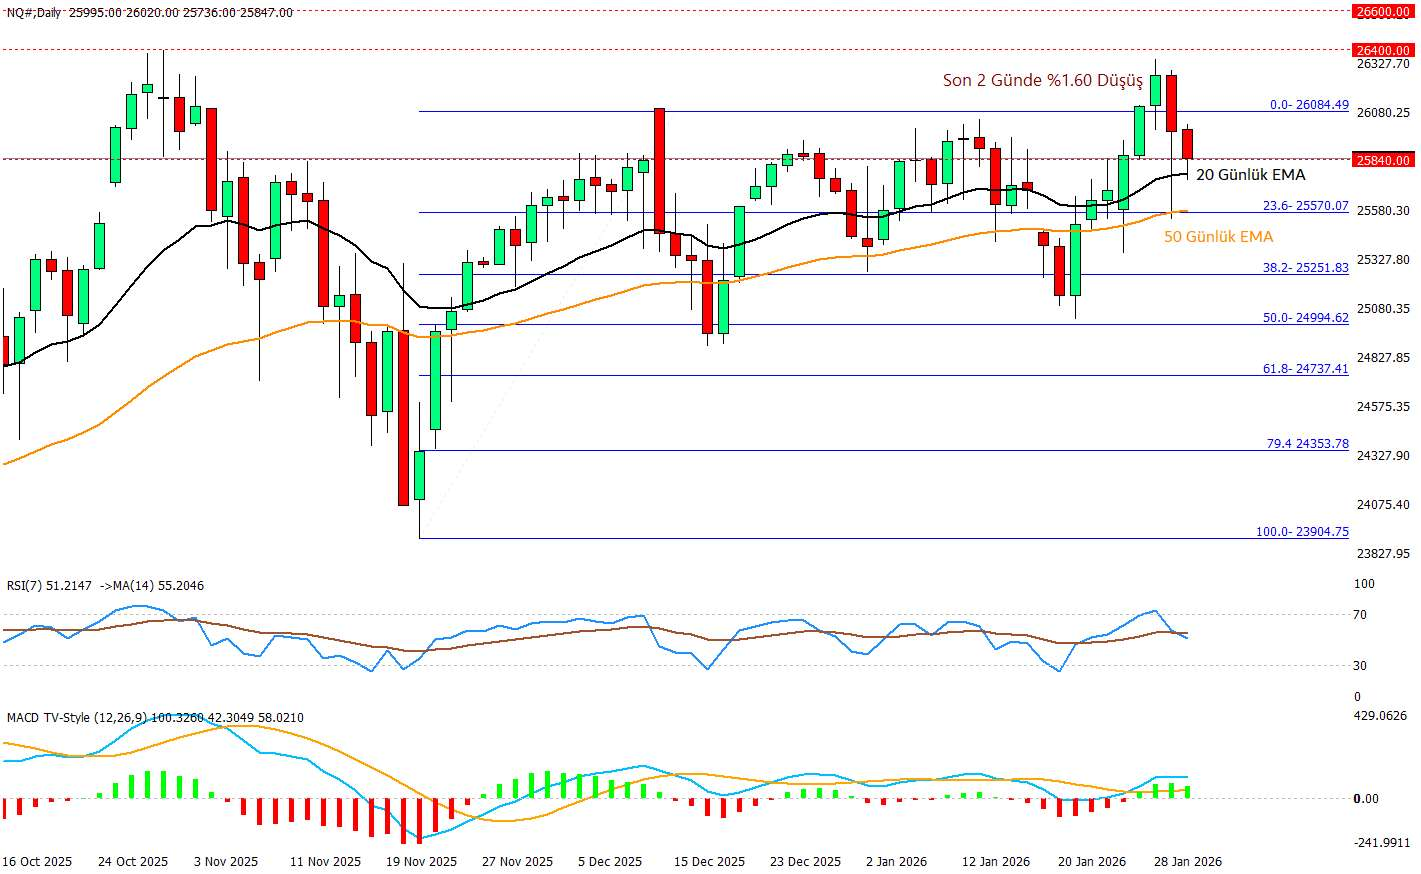 NQ#,Daily 25995.00 26020.00 25736.00 25847.00
26600.00
26400.00
26327.70
Son 2 Günde %1.60 Düşüş
0.0- 26084.49
26080.25
25840.00
20 Günlük EMA
23.6- 25570.07
25580.30
50 Günlük EMA
25327.80
38.2- 25251.83
25080.35
50.0- 24994.62
24827.85
61.8- 24737.41
24575.35
79.4 24353.78
24327.90
24075.40
100.0- 23904.75
23827.95
RSI(7) 51.2147 ->MA(14) 55.2046
100
70
30
0
MACD TV-Style (12,26,9) 100.3260 42.3049 58.0210
429.0626
0.00
-241.9911
16 Oct 2025
24 Oct 2025
3 Nov 2025
11 Nov 2025
19 Nov 2025
27 Nov 2025
5 Dec 2025
15 Dec 2025
23 Dec 2025
2 Jan 2026
12 Jan 2026
20 Jan 2026
28 Jan 2026